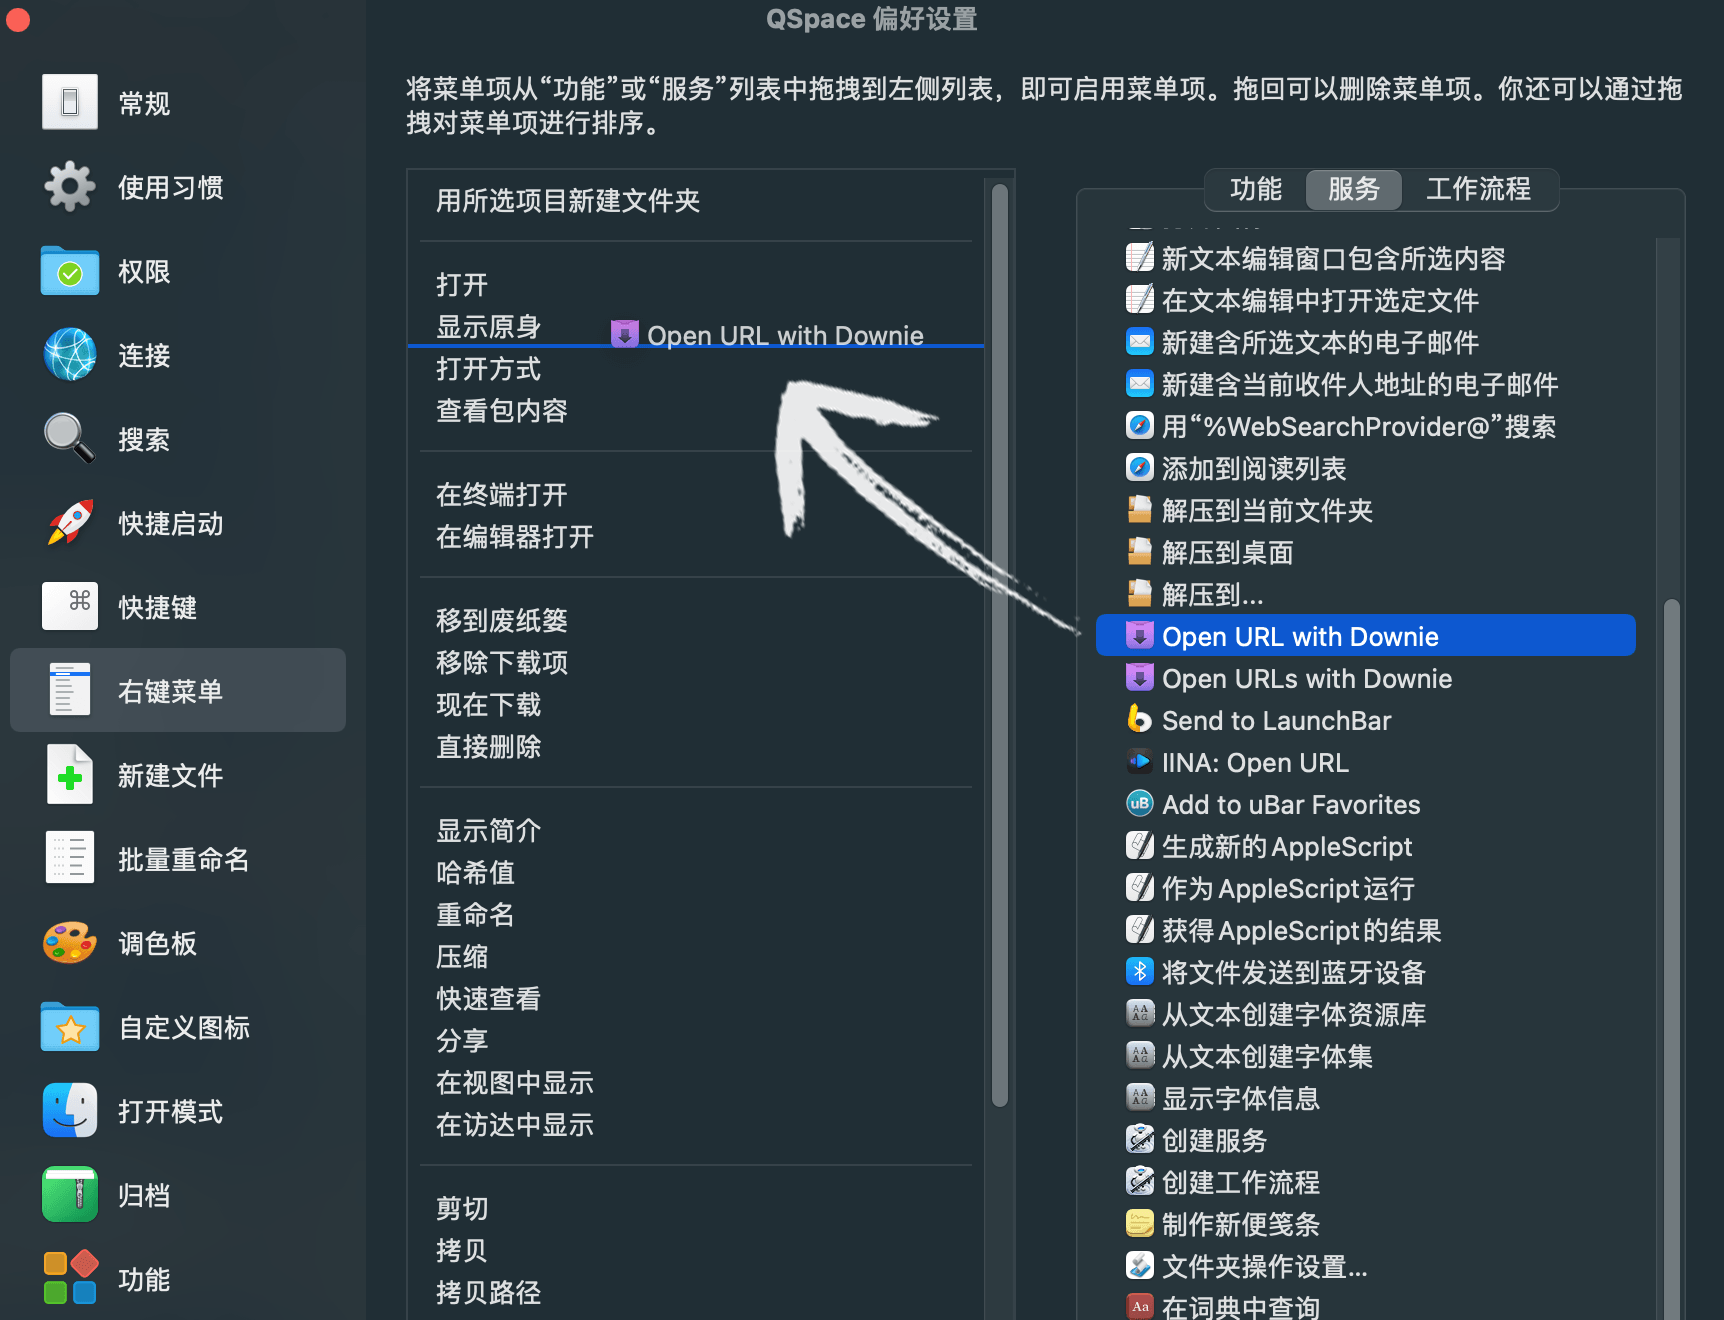 QSpace 偏好设置
常规
使用习惯
权限
连接
搜索
快捷启动
快捷键
右键菜单
新建文件
批量重命名
调色板
自定义图标
打开模式
归档
功能
将菜单项从“功能”或“服务”列表中拖拽到左侧列表，即可启用菜单项。拖回可以删除菜单项。你还可以通过拖
拽对菜单项进行排序。
用所选项目新建文件夹
打开
显示原身
Open URL with Downie
打开方式
查看包内容
在终端打开
在编辑器打开
移到废纸篓
移除下载项
现在下载
直接删除
显示简介
哈希值
重命名
压缩
快速查看
分享
在视图中显示
在访达中显示
剪切
拷贝
拷贝路径
功能
服务
工作流程
新文本编辑窗口包含所选内容
在文本编辑中打开选定文件
新建含所选文本的电子邮件
新建含当前收件人地址的电子邮件
用“%WebSearchProvider@”搜索
添加到阅读列表
解压到当前文件夹
解压到桌面
解压到...
Open URL with Downie
Open URLs with Downie
Send to LaunchBar
IINA: Open URL
uB Add to uBar Favorites
生成新的AppleScript
作为AppleScript运行
获得AppleScript的结果
将文件发送到蓝牙设备
从文本创建字体资源库
从文本创建字体集
显示字体信息
创建服务
创建工作流程
制作新便笺条
文件夹操作设置...
Aa 在词典中查询